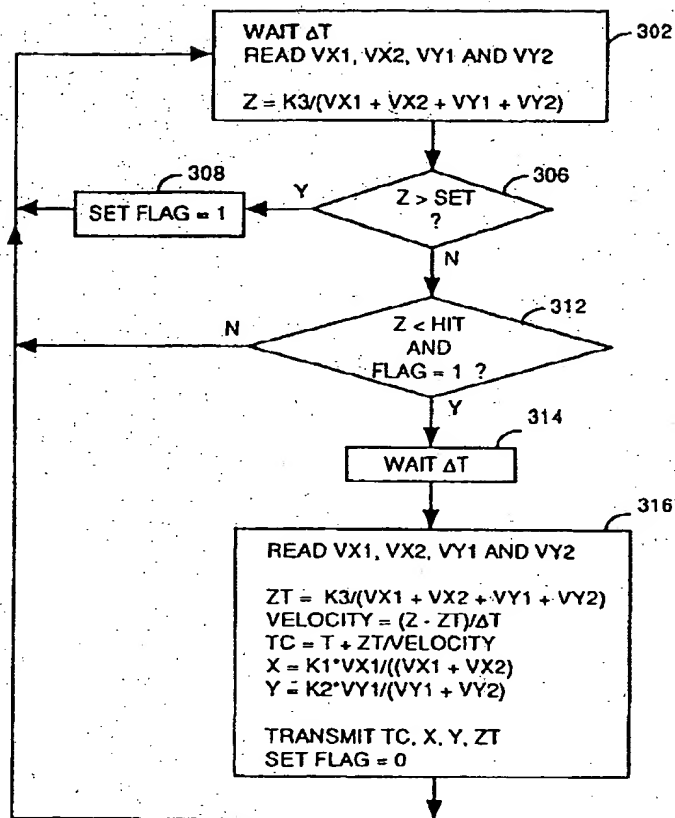 WAIT ΔT
READ VX1, VX2, VY1 AND VY2
Z = K3/(VX1 + VX2 + VY1 + VY2)
302
308
SET FLAG = 1
Y
Z > SET
?
306
N
312
N
Z < HIT
AND
FLAG = 1 ?
Y
314
WAIT ΔT
316
READ VX1, VX2, VY1 AND VY2
ZT = K3/(VX1 + VX2 + VY1 + VY2)
VELOCITY = (Z - ZT)/ΔT
TC = T + ZT/VELOCITY
X = K1*VX1/((VX1 + VX2)
Y = K2*VY1/(VY1 + VY2)
TRANSMIT TC, X, Y, ZT
SET FLAG = 0